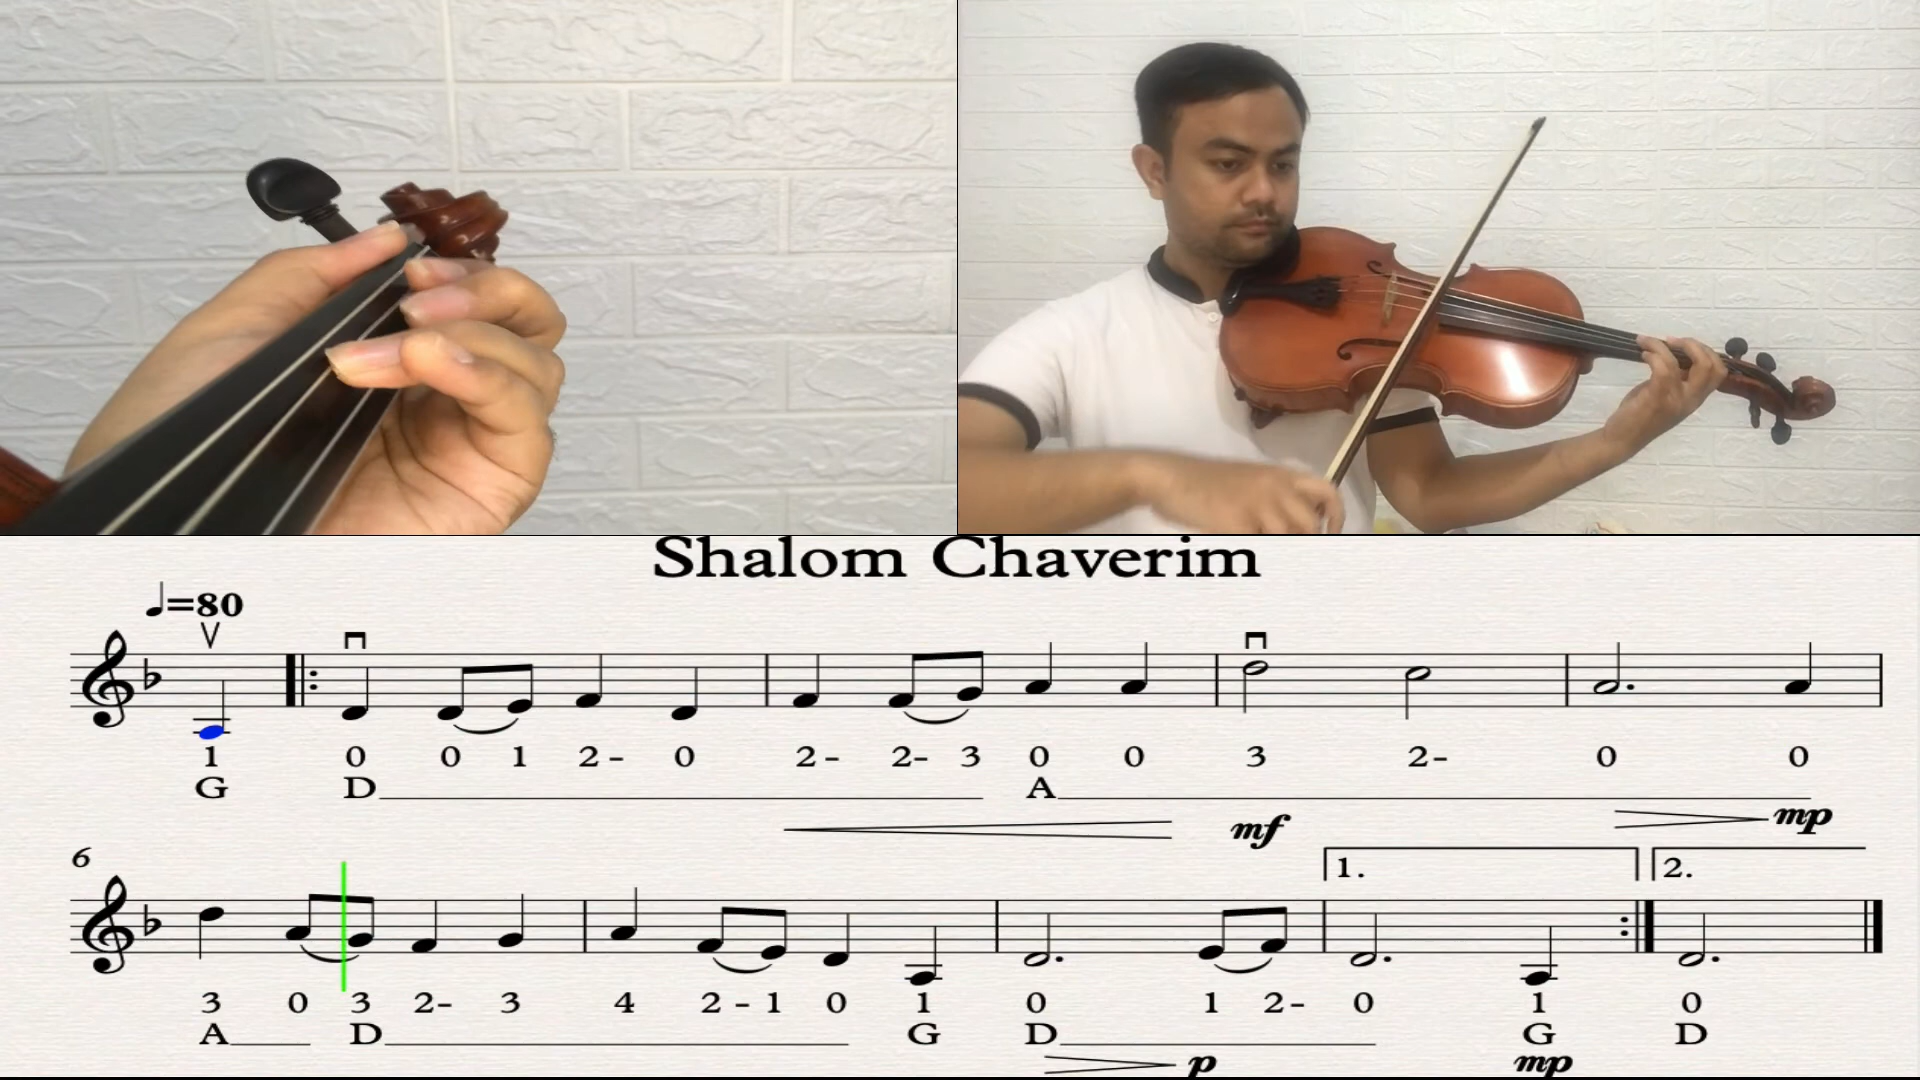 Shalom Chaverim
♩=80
1 0 0 1 2- 0 2- 2- 3 0 0 3 2- 0 0
G D A
mf mp
6 1. 2.
3 0 3 2- 3 4 2-1 0 1 0 1 2- 0 1 0
A D G D G D
p mp